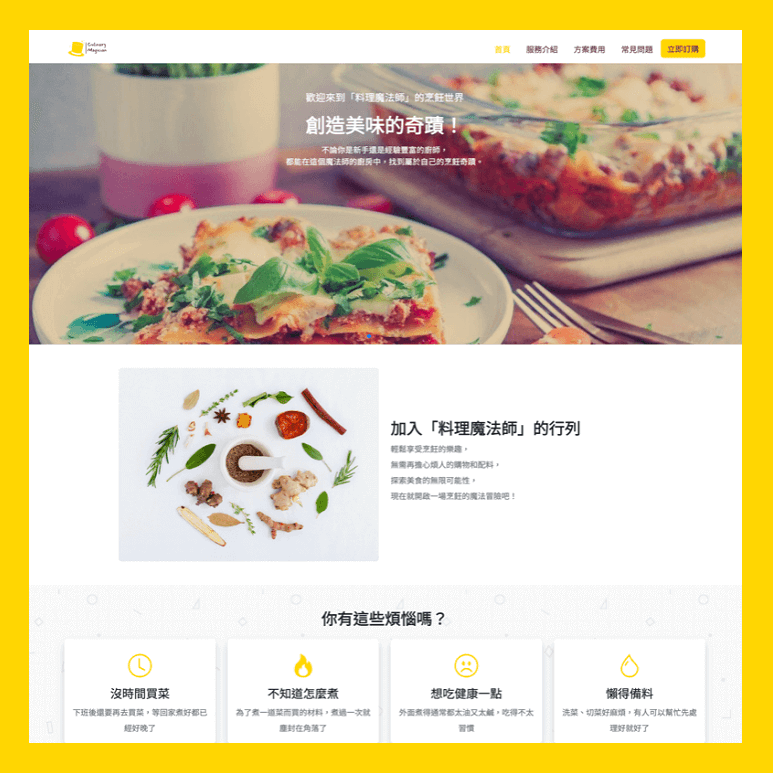 Culinary
Magician
首頁
服務介紹
方案費用
常見問題
立即訂購
歡迎來到「料理魔法師」的烹飪世界
創造美味的奇蹟！
不論你是新手還是經驗豐富的廚師，
都能在這個魔法師的廚房中，找到屬於自己的烹飪奇蹟。
加入「料理魔法師」的行列
輕鬆享受烹飪的樂趣，
無需再擔心煩人的購物和配料，
探索美食的無限可能性，
現在就開啟一場烹飪的魔法冒險吧！
你有這些煩惱嗎？
沒時間買菜
下班後還要再去買菜，等回家煮好都已
經好晚了
不知道怎麼煮
為了煮一道菜而買的材料，煮過一次就
塵封在角落了
想吃健康一點
外面煮得通常都太油又太鹹，吃得不太
習慣
懶得備料
洗菜、切菜好麻煩，有人可以幫忙先處
理好就好了